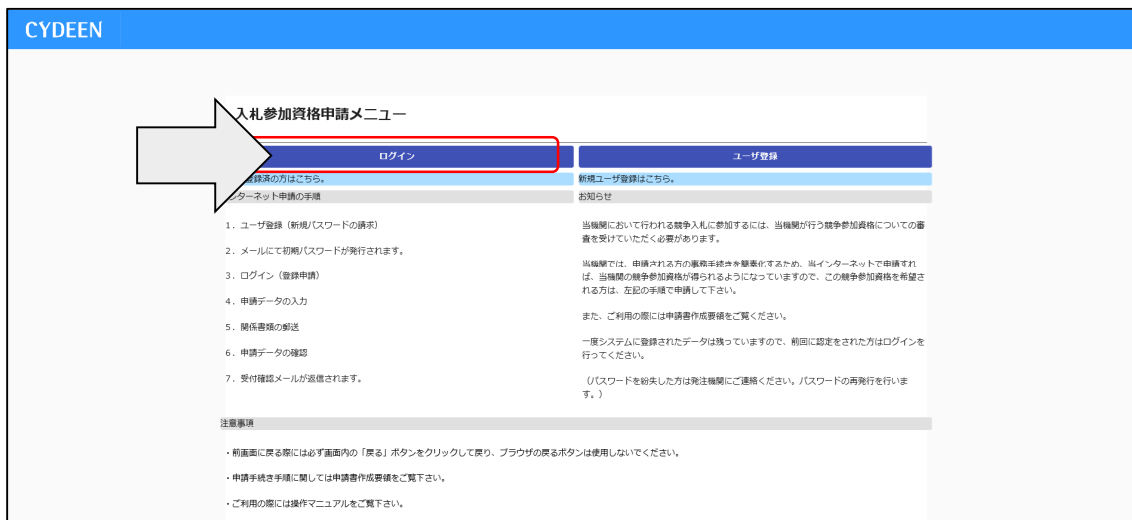 CYDEEN
入札参加資格申請メニュー
ログイン
ユーザ登録
登録済の方はこちら。
新規ユーザ登録はこちら。
ンターネット申請の手順
お知らせ
1．ユーザ登録（新規パスワードの請求）
2．メールにて初期パスワードが発行されます。
3．ログイン（登録申請）
4．申請データの入力
5．関係書類の郵送
6．申請データの確認
7．受付確認メールが返信されます。
当機関において行われる競争入札に参加するには、当機関が行う競争参加資格についての審
査を受けていただく必要があります。
当機関では、申請される方の事務手続きを簡素化するため、当インターネットで申請すれ
ば、当機関の競争参加資格が得られるようになっていますので、この競争参加資格を希望さ
れる方は、左記の手順で申請して下さい。
また、ご利用の際には申請書作成要領をご覧ください。
一度システムに登録されたデータは残っていますので、前回に認定をされた方はログインを
行ってください。
（パスワードを紛失した方は発注機関にご連絡ください。パスワードの再発行を行いま
す。）
注意事項
・前画面に戻る際には必ず画面内の「戻る」ボタンをクリックして戻り、ブラウザの戻るボタンは使用しないでください。
・申請手続き手順に関しては申請書作成要領をご覧下さい。
・ご利用の際には操作マニュアルをご覧下さい。